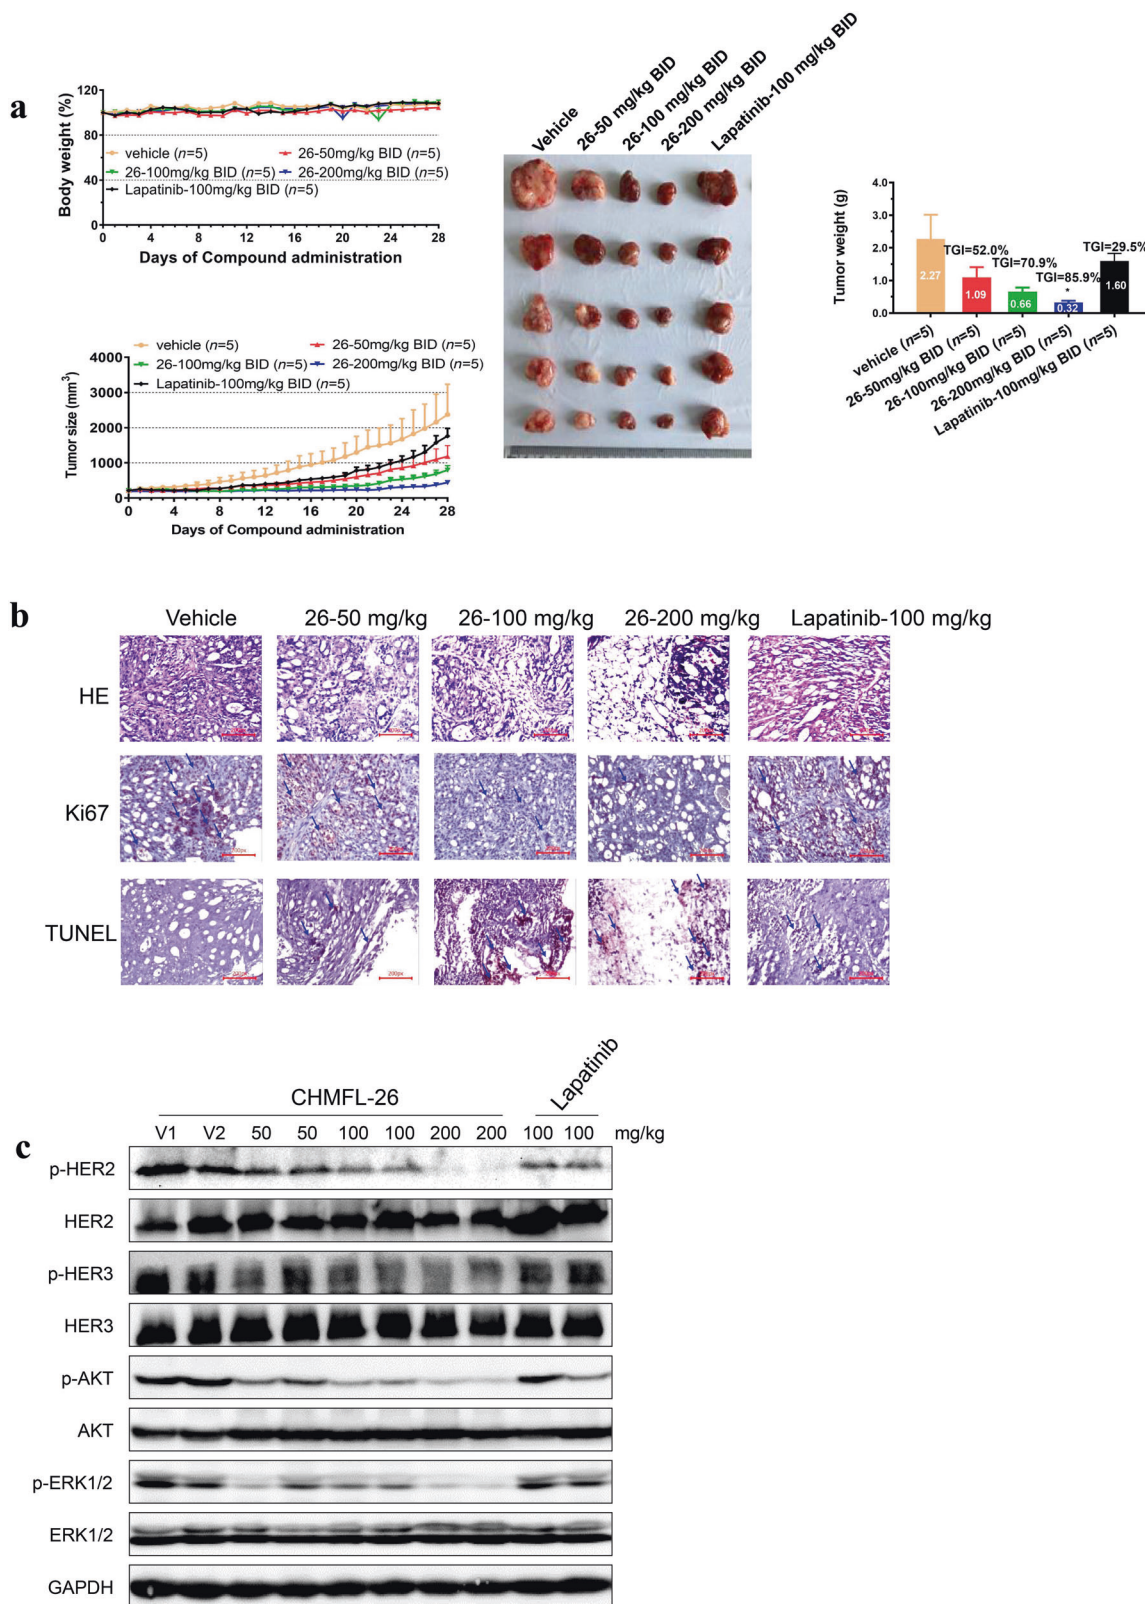 a
Body weight (%)
120
80
40
0
vehicle (n=5)
26-50mg/kg BID (n=5)
26-100mg/kg BID (n=5)
26-200mg/kg BID (n=5)
Lapatinib-100mg/kg BID (n=5)
0 4 8 12 16 20 24 28
Days of Compound administration
vehicle (n=5)
26-50mg/kg BID (n=5)
26-100mg/kg BID (n=5)
26-200mg/kg BID (n=5)
Lapatinib-100mg/kg BID (n=5)
Tumor size (mm3)
4000
3000
2000
1000
0
0 4 8 12 16 20 24 28
Days of Compound administration
Vehicle
26-50 mg/kg BID
26-100 mg/kg BID
26-200 mg/kg BID
Lapatinib-100 mg/kg BID
Tumor weight (g)
4.0
3.0
2.0
1.0
0.0
TGI=52.0%
TGI=70.9%
TGI=85.9%
*
TGI=29.5%
2.27
1.09
0.66
0.32
1.60
vehicle (n=5)
26-50mg/kg BID (n=5)
26-100mg/kg BID (n=5)
26-200mg/kg BID (n=5)
Lapatinib-100mg/kg BID (n=5)
b
Vehicle 26-50 mg/kg 26-100 mg/kg 26-200 mg/kg Lapatinib-100 mg/kg
HE
Ki67
200px
TUNEL
200px
200px
c
CHMFL-26
Lapatinib
V1 V2 50 50 100 100 200 200 100 100 mg/kg
p-HER2
HER2
p-HER3
HER3
p-AKT
AKT
p-ERK1/2
ERK1/2
GAPDH